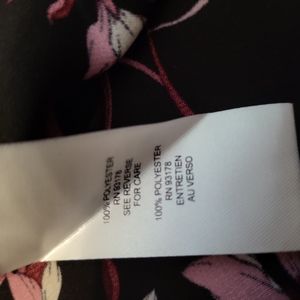 100% POLYESTER
RN 93178
SEE REVERSE
FOR CARE
100% POLYESTER
RN 93178
ENTRETIEN
AU VERSO